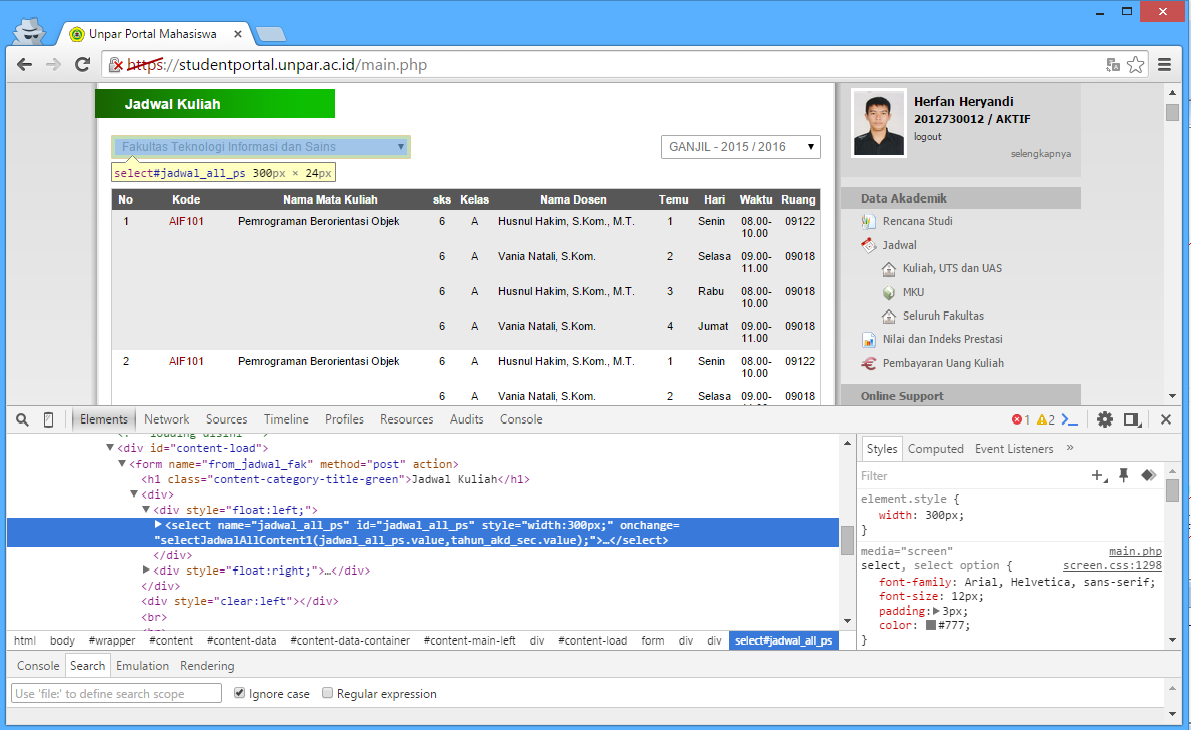 Unpar Portal Mahasiswa
https://studentportal.unpar.ac.id/main.php
Jadwal Kuliah
Fakultas Teknologi Informasi dan Sains
GANJIL - 2015 / 2016
select#jadwal_all_ps 300px × 24px
No Kode Nama Mata Kuliah sks Kelas Nama Dosen Temu Hari Waktu Ruang
1 AIF101 Pemrograman Berorientasi Objek 6 A Husnul Hakim, S.Kom., M.T. 1 Senin 08.00- 09122
10.00
6 A Vania Natali, S.Kom. 2 Selasa 09.00- 09018
11.00
6 A Husnul Hakim, S.Kom., M.T. 3 Rabu 08.00- 09018
10.00
6 A Vania Natali, S.Kom. 4 Jumat 09.00- 09018
11.00
2 AIF101 Pemrograman Berorientasi Objek 6 A Husnul Hakim, S.Kom., M.T. 1 Senin 08.00- 09122
10.00
6 A Vania Natali, S.Kom. 2 Selasa 09.00- 09018
11.00
Herfan Heryandi
2012730012 / AKTIF
logout
selengkapnya
Data Akademik
Rencana Studi
Jadwal
Kuliah, UTS dan UAS
MKU
Seluruh Fakultas
Nilai dan Indeks Prestasi
Pembayaran Uang Kuliah
Online Support
Elements Network Sources Timeline Profiles Resources Audits Console 1 2
<!-- loading disini -->
<div id="content-load">
<form name="from_jadwal_fak" method="post" action>
<h1 class="content-category-title-green">Jadwal Kuliah</h1>
<div>
<div style="float:left;">
<select name="jadwal_all_ps" id="jadwal_all_ps" style="width:300px;" onchange=
"selectJadwalAllContent1(jadwal_all_ps.value,tahun_akd_sec.value);">…</select>
</div>
<div style="float:right;">…</div>
</div>
<div style="clear:left"></div>
<br>
html body #wrapper #content #content-data #content-data-container #content-main-left div #content-load form div div select#jadwal_all_ps
Styles Computed Event Listeners »
Filter
element.style {
width: 300px;
}
media="screen" main.php
select, select option { screen.css:1298
font-family: Arial, Helvetica, sans-serif;
font-size: 12px;
padding: 3px;
color: #777;
}
Console Search Emulation Rendering
Use 'file:' to define search scope Ignore case Regular expression